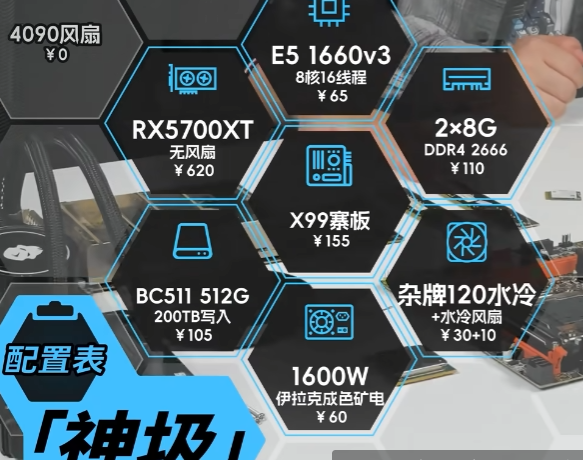 4090风扇
¥0
E5 1660v3
8核16线程
¥65
RX5700XT
无风扇
¥620
2×8G
DDR4 2666
¥110
X99寨板
¥155
BC511 512G
200TB写入
¥105
杂牌120水冷
+水冷风扇
¥30+10
1600W
伊拉克成色矿电
¥60
配置表
「神圾」